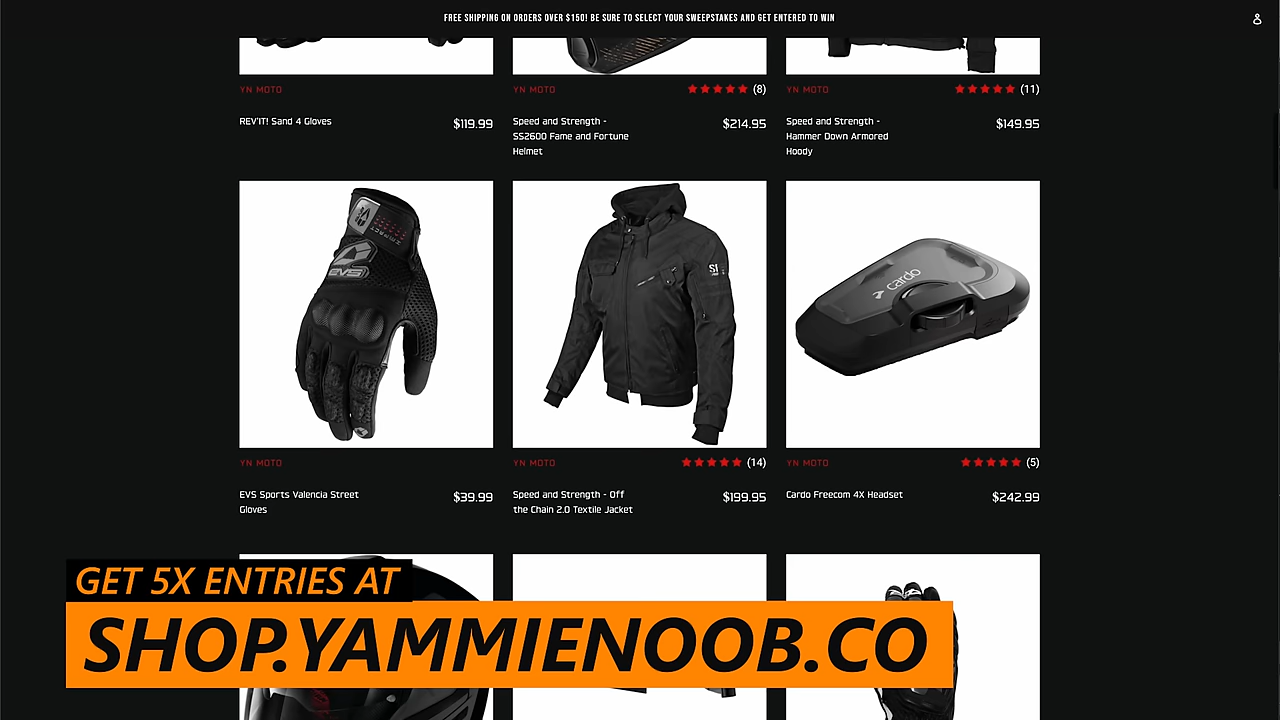 FREE SHIPPING ON ORDERS OVER $150! BE SURE TO SELECT YOUR SWEEPSTAKES AND GET ENTERED TO WIN
YN MOTO
REV'IT! Sand 4 Gloves
$119.99
YN MOTO
(8)
Speed and Strength -
SS2600 Fame and Fortune
Helmet
$214.95
YN MOTO
(11)
Speed and Strength -
Hammer Down Armored
Hoody
$149.95
EVS
cardo
YN MOTO
EVS Sports Valencia Street
Gloves
$39.99
YN MOTO
(14)
Speed and Strength - Off
the Chain 2.0 Textile Jacket
$199.95
YN MOTO
(5)
Cardo Freecom 4X Headset
$242.99
GET 5X ENTRIES AT
SHOP.YAMMIENOOB.CO